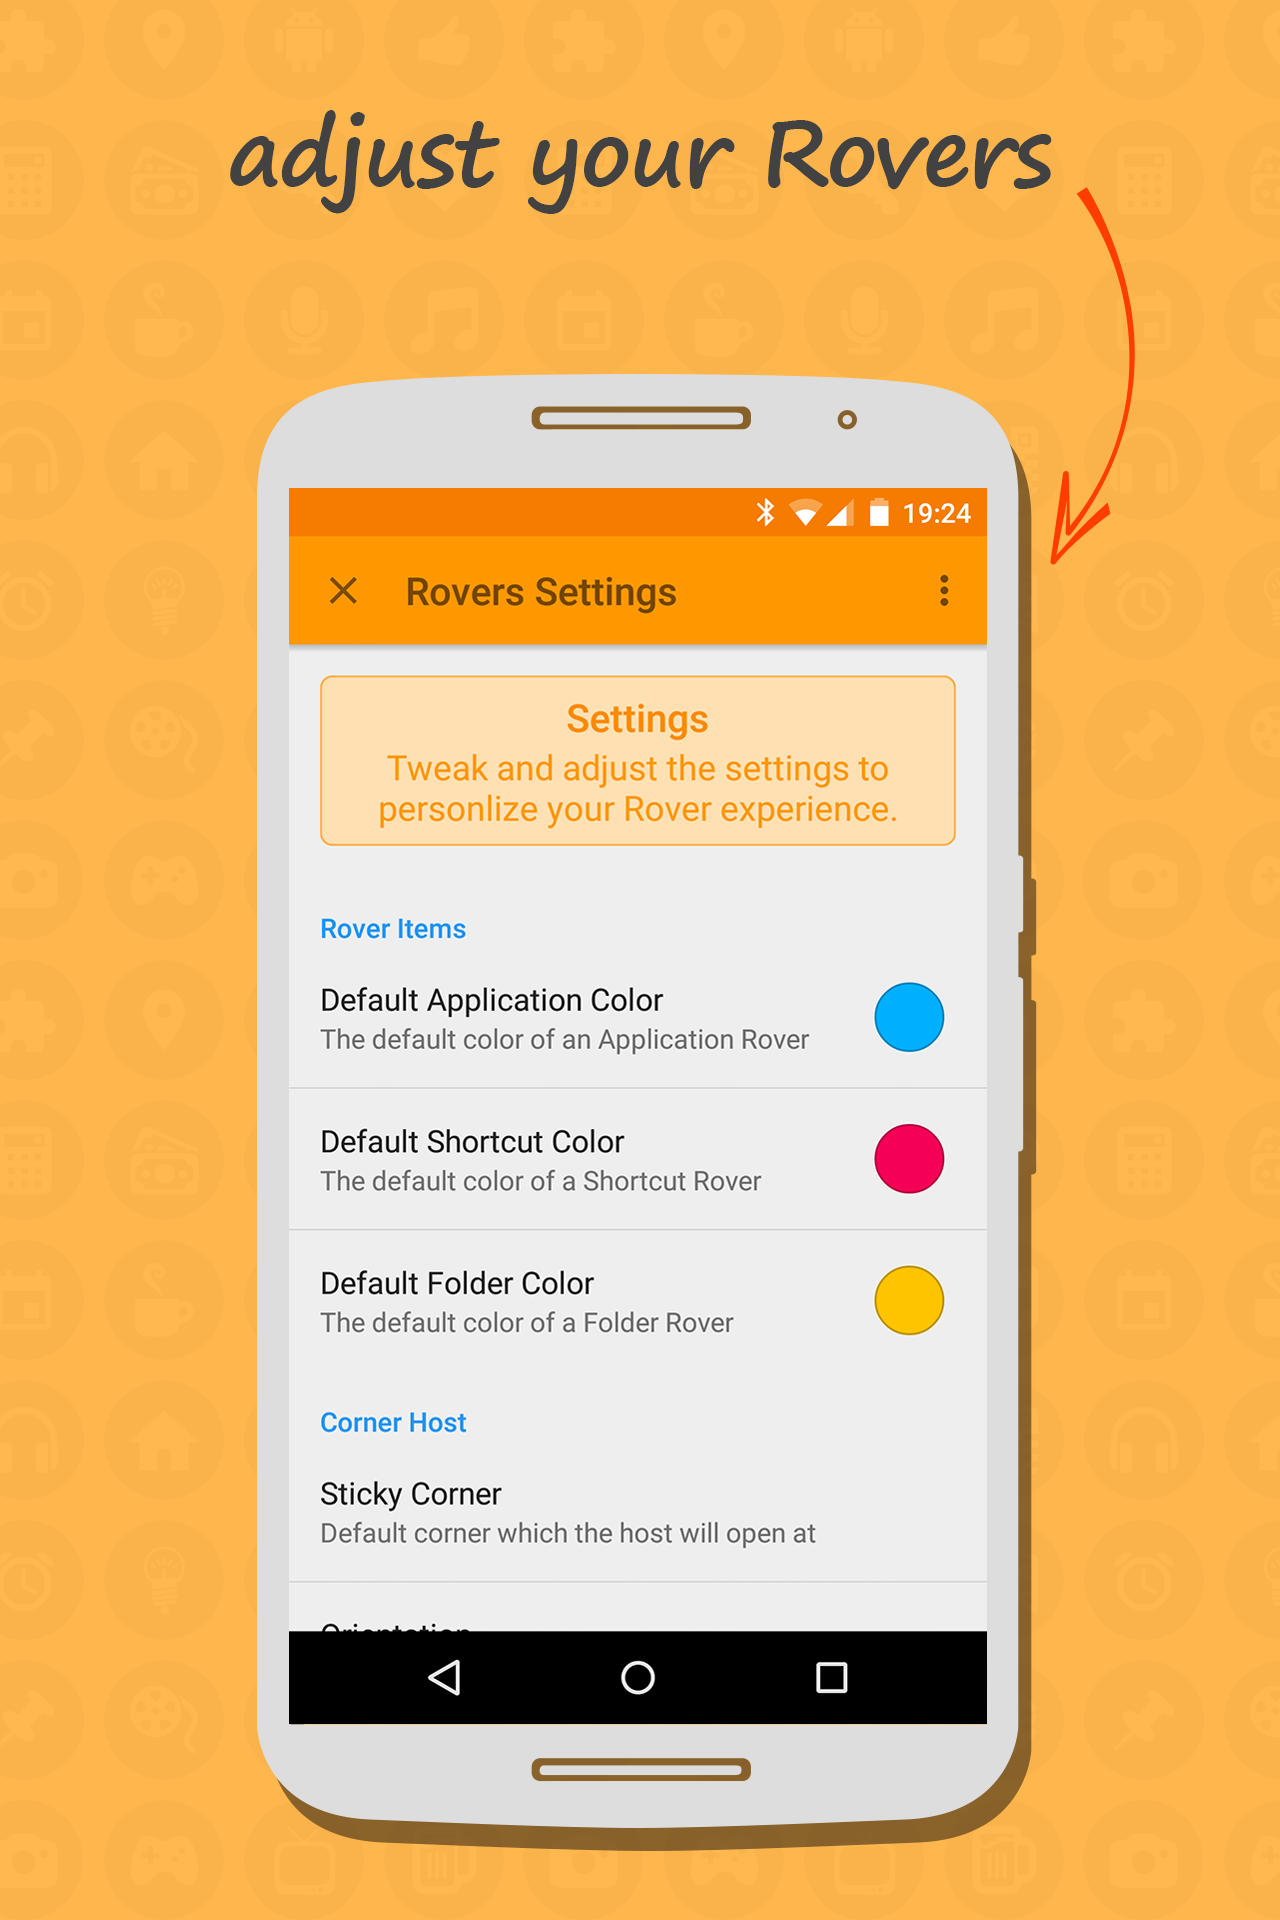 adjust your Rovers
19:24
Rovers Settings
Settings
Tweak and adjust the settings to
personlize your Rover experience.
Rover Items
Default Application Color
The default color of an Application Rover
Default Shortcut Color
The default color of a Shortcut Rover
Default Folder Color
The default color of a Folder Rover
Corner Host
Sticky Corner
Default corner which the host will open at
Orientation